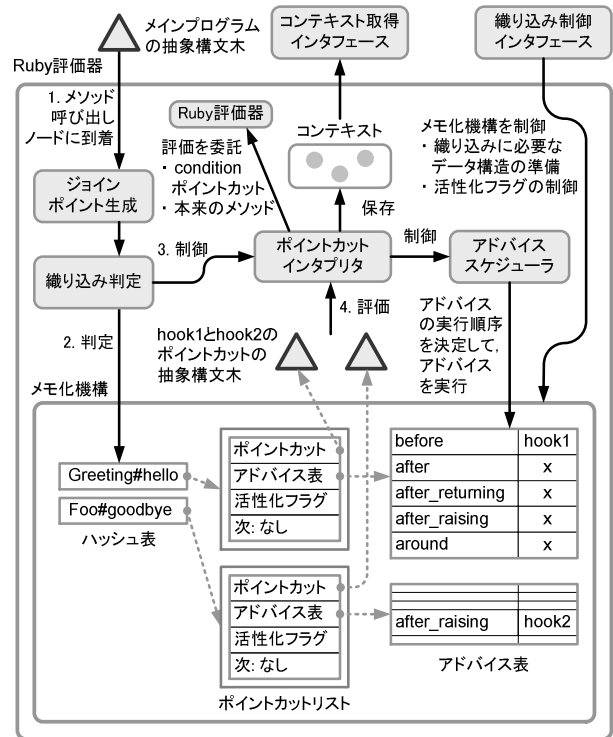 メインプログラム
の抽象構文木
コンテキスト取得
インタフェース
織り込み制御
インタフェース
Ruby評価器
1. メソッド
呼び出し
ノードに到着
Ruby評価器
評価を委託
・condition
ポイントカット
・本来のメソッド
コンテキスト
保存
メモ化機構を制御
・織り込みに必要な
データ構造の準備
・活性化フラグの制御
ジョイン
ポイント生成
織り込み判定
3. 制御
ポイントカット
インタプリタ
制御
アドバイス
スケジューラ
2. 判定
hook1とhook2の
ポイントカットの
抽象構文木
4. 評価
アドバイス
の実行順序
を決定して,
アドバイス
を実行
メモ化機構
Greeting#hello
Foo#goodbye
ハッシュ表
ポイントカット
アドバイス表
活性化フラグ
次: なし
before hook1
after x
after_returning x
after_raising x
around x
ポイントカット
アドバイス表
活性化フラグ
次: なし
after_raising hook2
アドバイス表
ポイントカットリスト